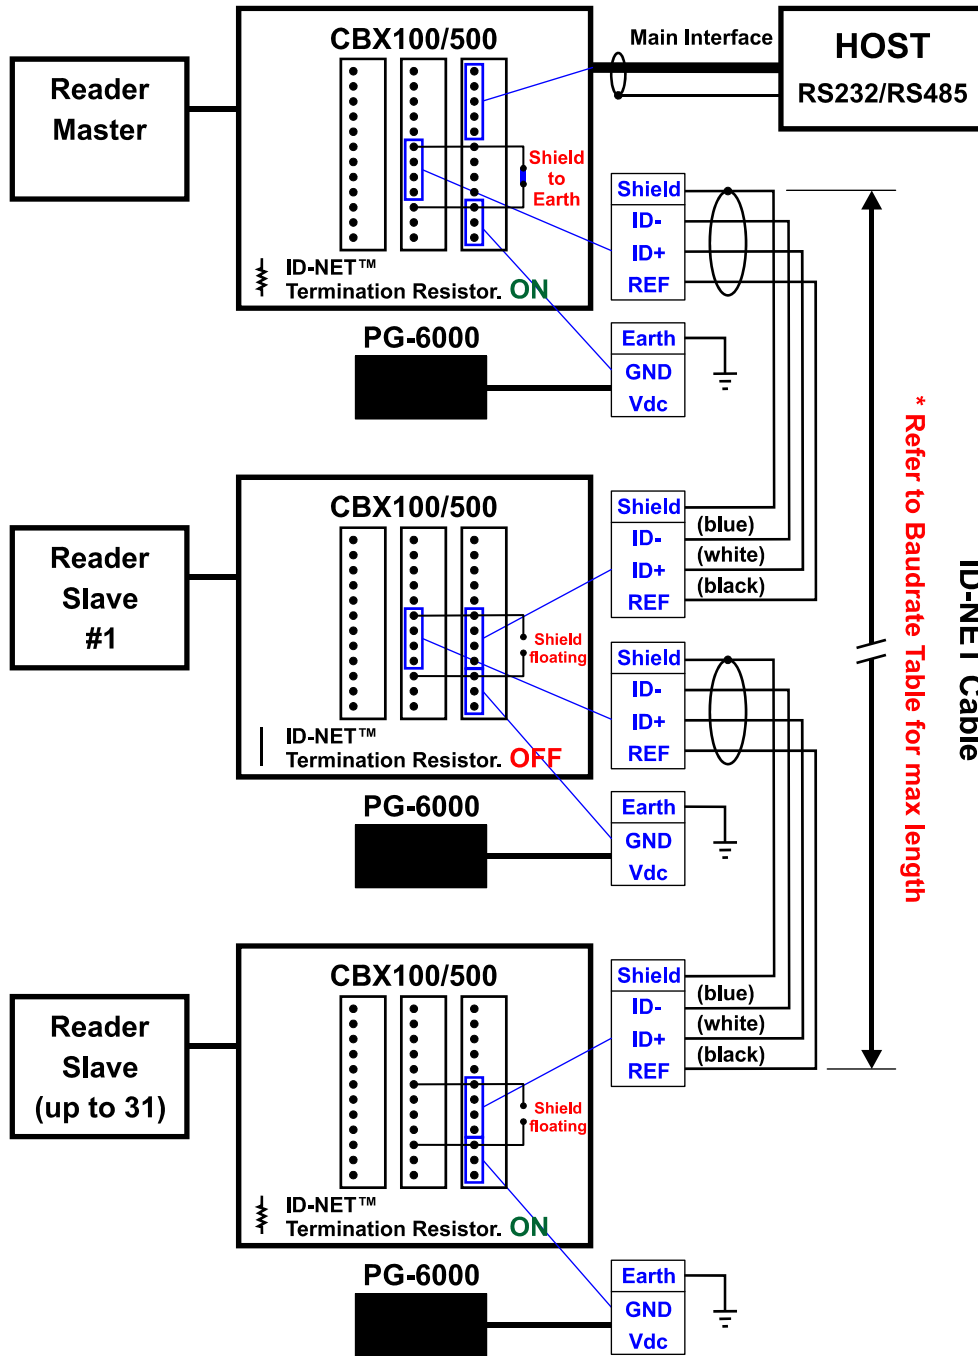 CBX100/500
Main Interface
HOST
RS232/RS485
Reader
Master
Shield
to
Earth
Shield
ID-
ID+
REF
ID-NET™
Termination Resistor. ON
PG-6000
Earth
GND
Vdc
CBX100/500
Reader
Slave
#1
Shield
floating
Shield
ID-
ID+
REF
(blue)
(white)
(black)
Shield
ID-
ID+
REF
ID-NET™
Termination Resistor. OFF
PG-6000
Earth
GND
Vdc
* Refer to Baudrate Table for max length
ID-NET Cable
CBX100/500
Reader
Slave
(up to 31)
Shield
floating
Shield
ID-
ID+
REF
(blue)
(white)
(black)
ID-NET™
Termination Resistor. ON
PG-6000
Earth
GND
Vdc